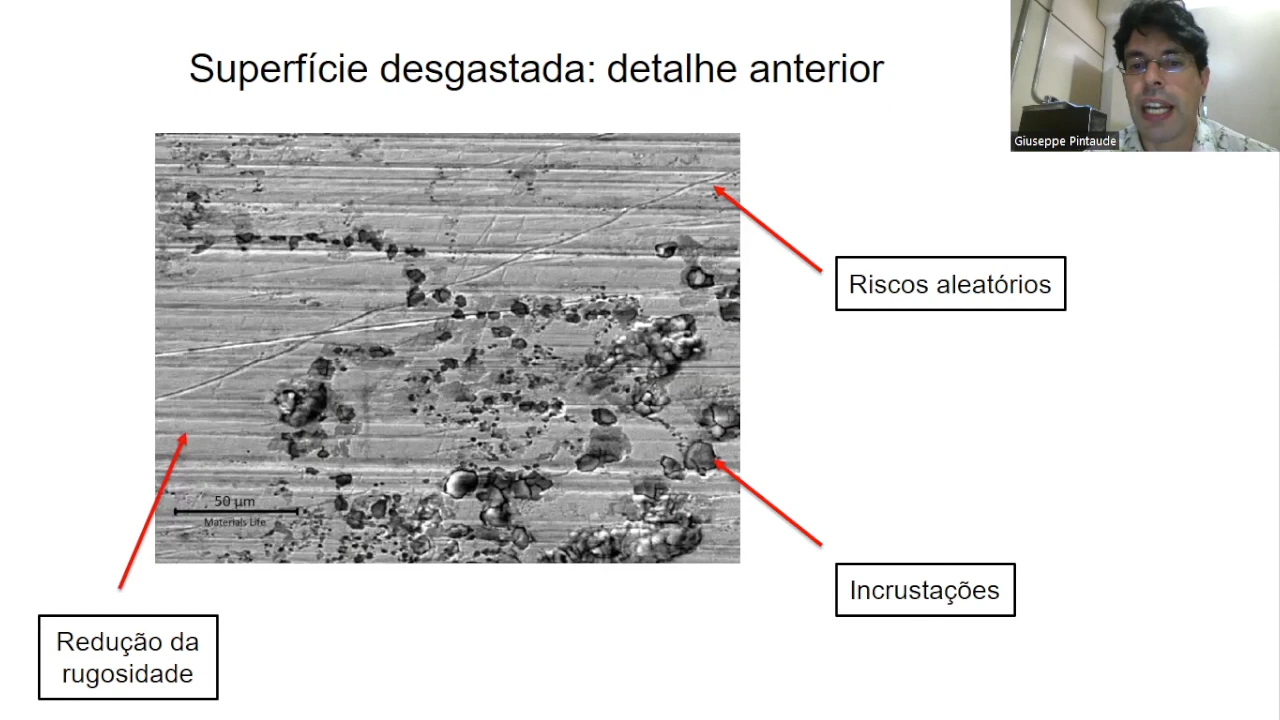 Superfície desgastada: detalhe anterior
Giuseppe Pintaude
Riscos aleatórios
50 µm
Materials Life
Incrustações
Redução da
rugosidade